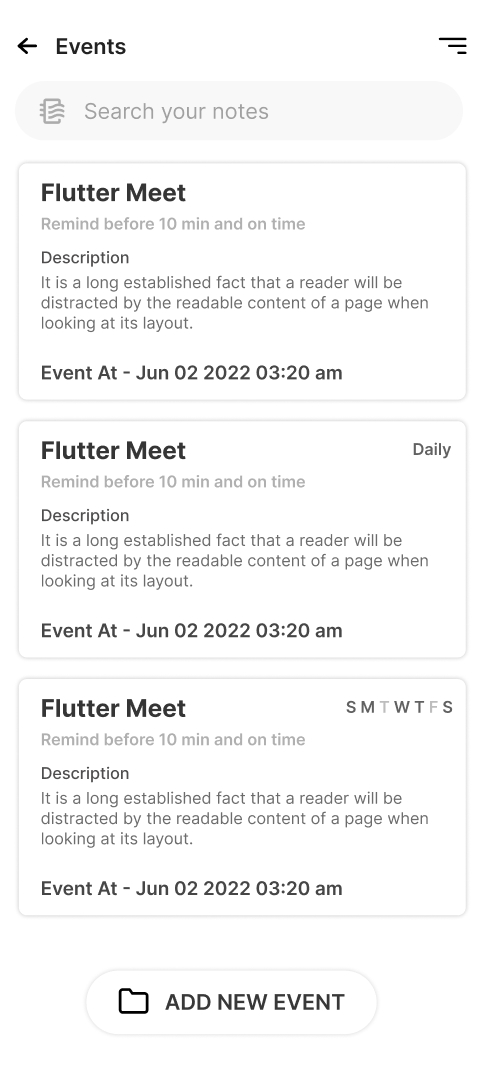 Events
Search your notes
Flutter Meet
Remind before 10 min and on time
Description
It is a long established fact that a reader will be
distracted by the readable content of a page when
looking at its layout.
Event At - Jun 02 2022 03:20 am
Flutter Meet Daily
Remind before 10 min and on time
Description
It is a long established fact that a reader will be
distracted by the readable content of a page when
looking at its layout.
Event At - Jun 02 2022 03:20 am
Flutter Meet S M T W T F S
Remind before 10 min and on time
Description
It is a long established fact that a reader will be
distracted by the readable content of a page when
looking at its layout.
Event At - Jun 02 2022 03:20 am
ADD NEW EVENT